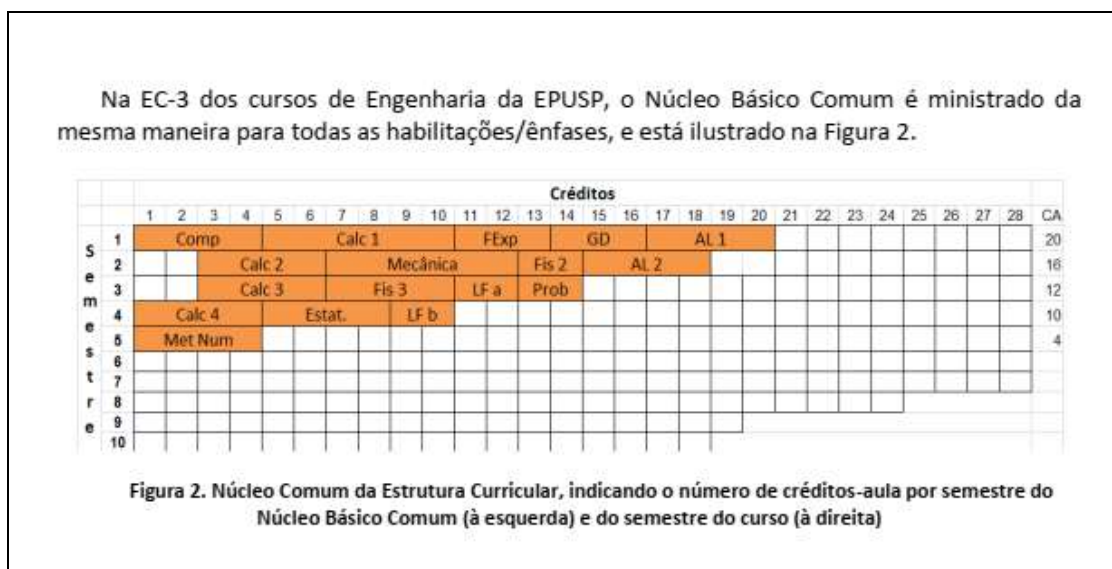 Na EC-3 dos cursos de Engenharia da EPUSP, o Núcleo Básico Comum é ministrado da
mesma maneira para todas as habilitações/ênfases, e está ilustrado na Figura 2.
Créditos
1 2 3 4 5 6 7 8 9 10 11 12 13 14 15 16 17 18 19 20 21 22 23 24 25 26 27 28 CA
Semestre
1 Comp Calc 1 FExp GD AL 1 20
2 Calc 2 Mecânica Fis 2 AL 2 16
3 Calc 3 Fis 3 LF a Prob 12
4 Calc 4 Estat. LF b 10
5 Met Num 4
6
7
8
9
10
Figura 2. Núcleo Comum da Estrutura Curricular, indicando o número de créditos-aula por semestre do
Núcleo Básico Comum (à esquerda) e do semestre do curso (à direita)